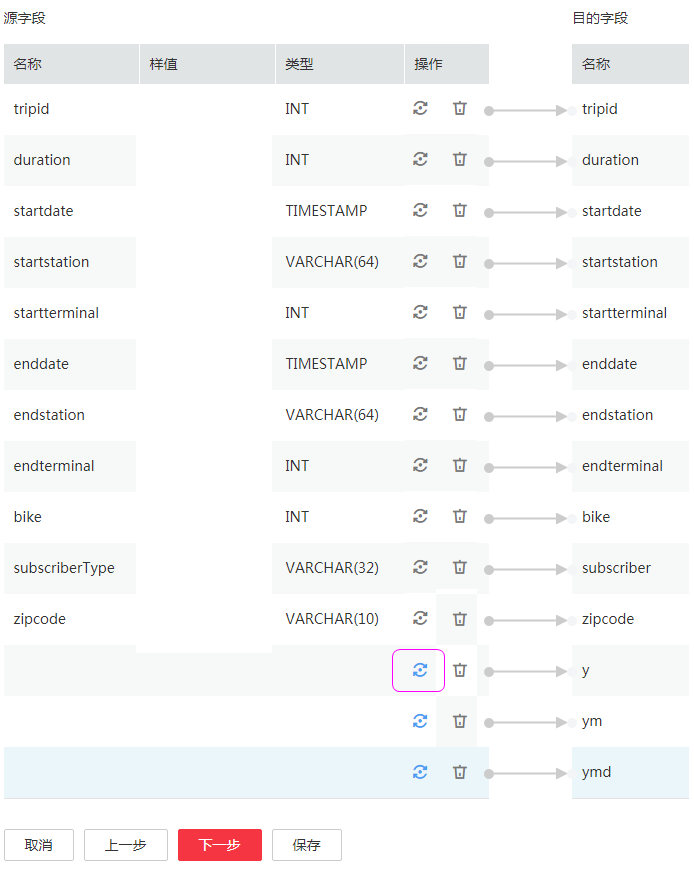 源字段 目的字段
名称 样值 类型 操作 名称
tripid INT tripid
duration INT duration
startdate TIMESTAMP startdate
startstation VARCHAR(64) startstation
startterminal INT startterminal
enddate TIMESTAMP enddate
endstation VARCHAR(64) endstation
endterminal INT endterminal
bike INT bike
subscriberType VARCHAR(32) subscriber
zipcode VARCHAR(10) zipcode
y
ym
ymd
取消 上一步 下一步 保存